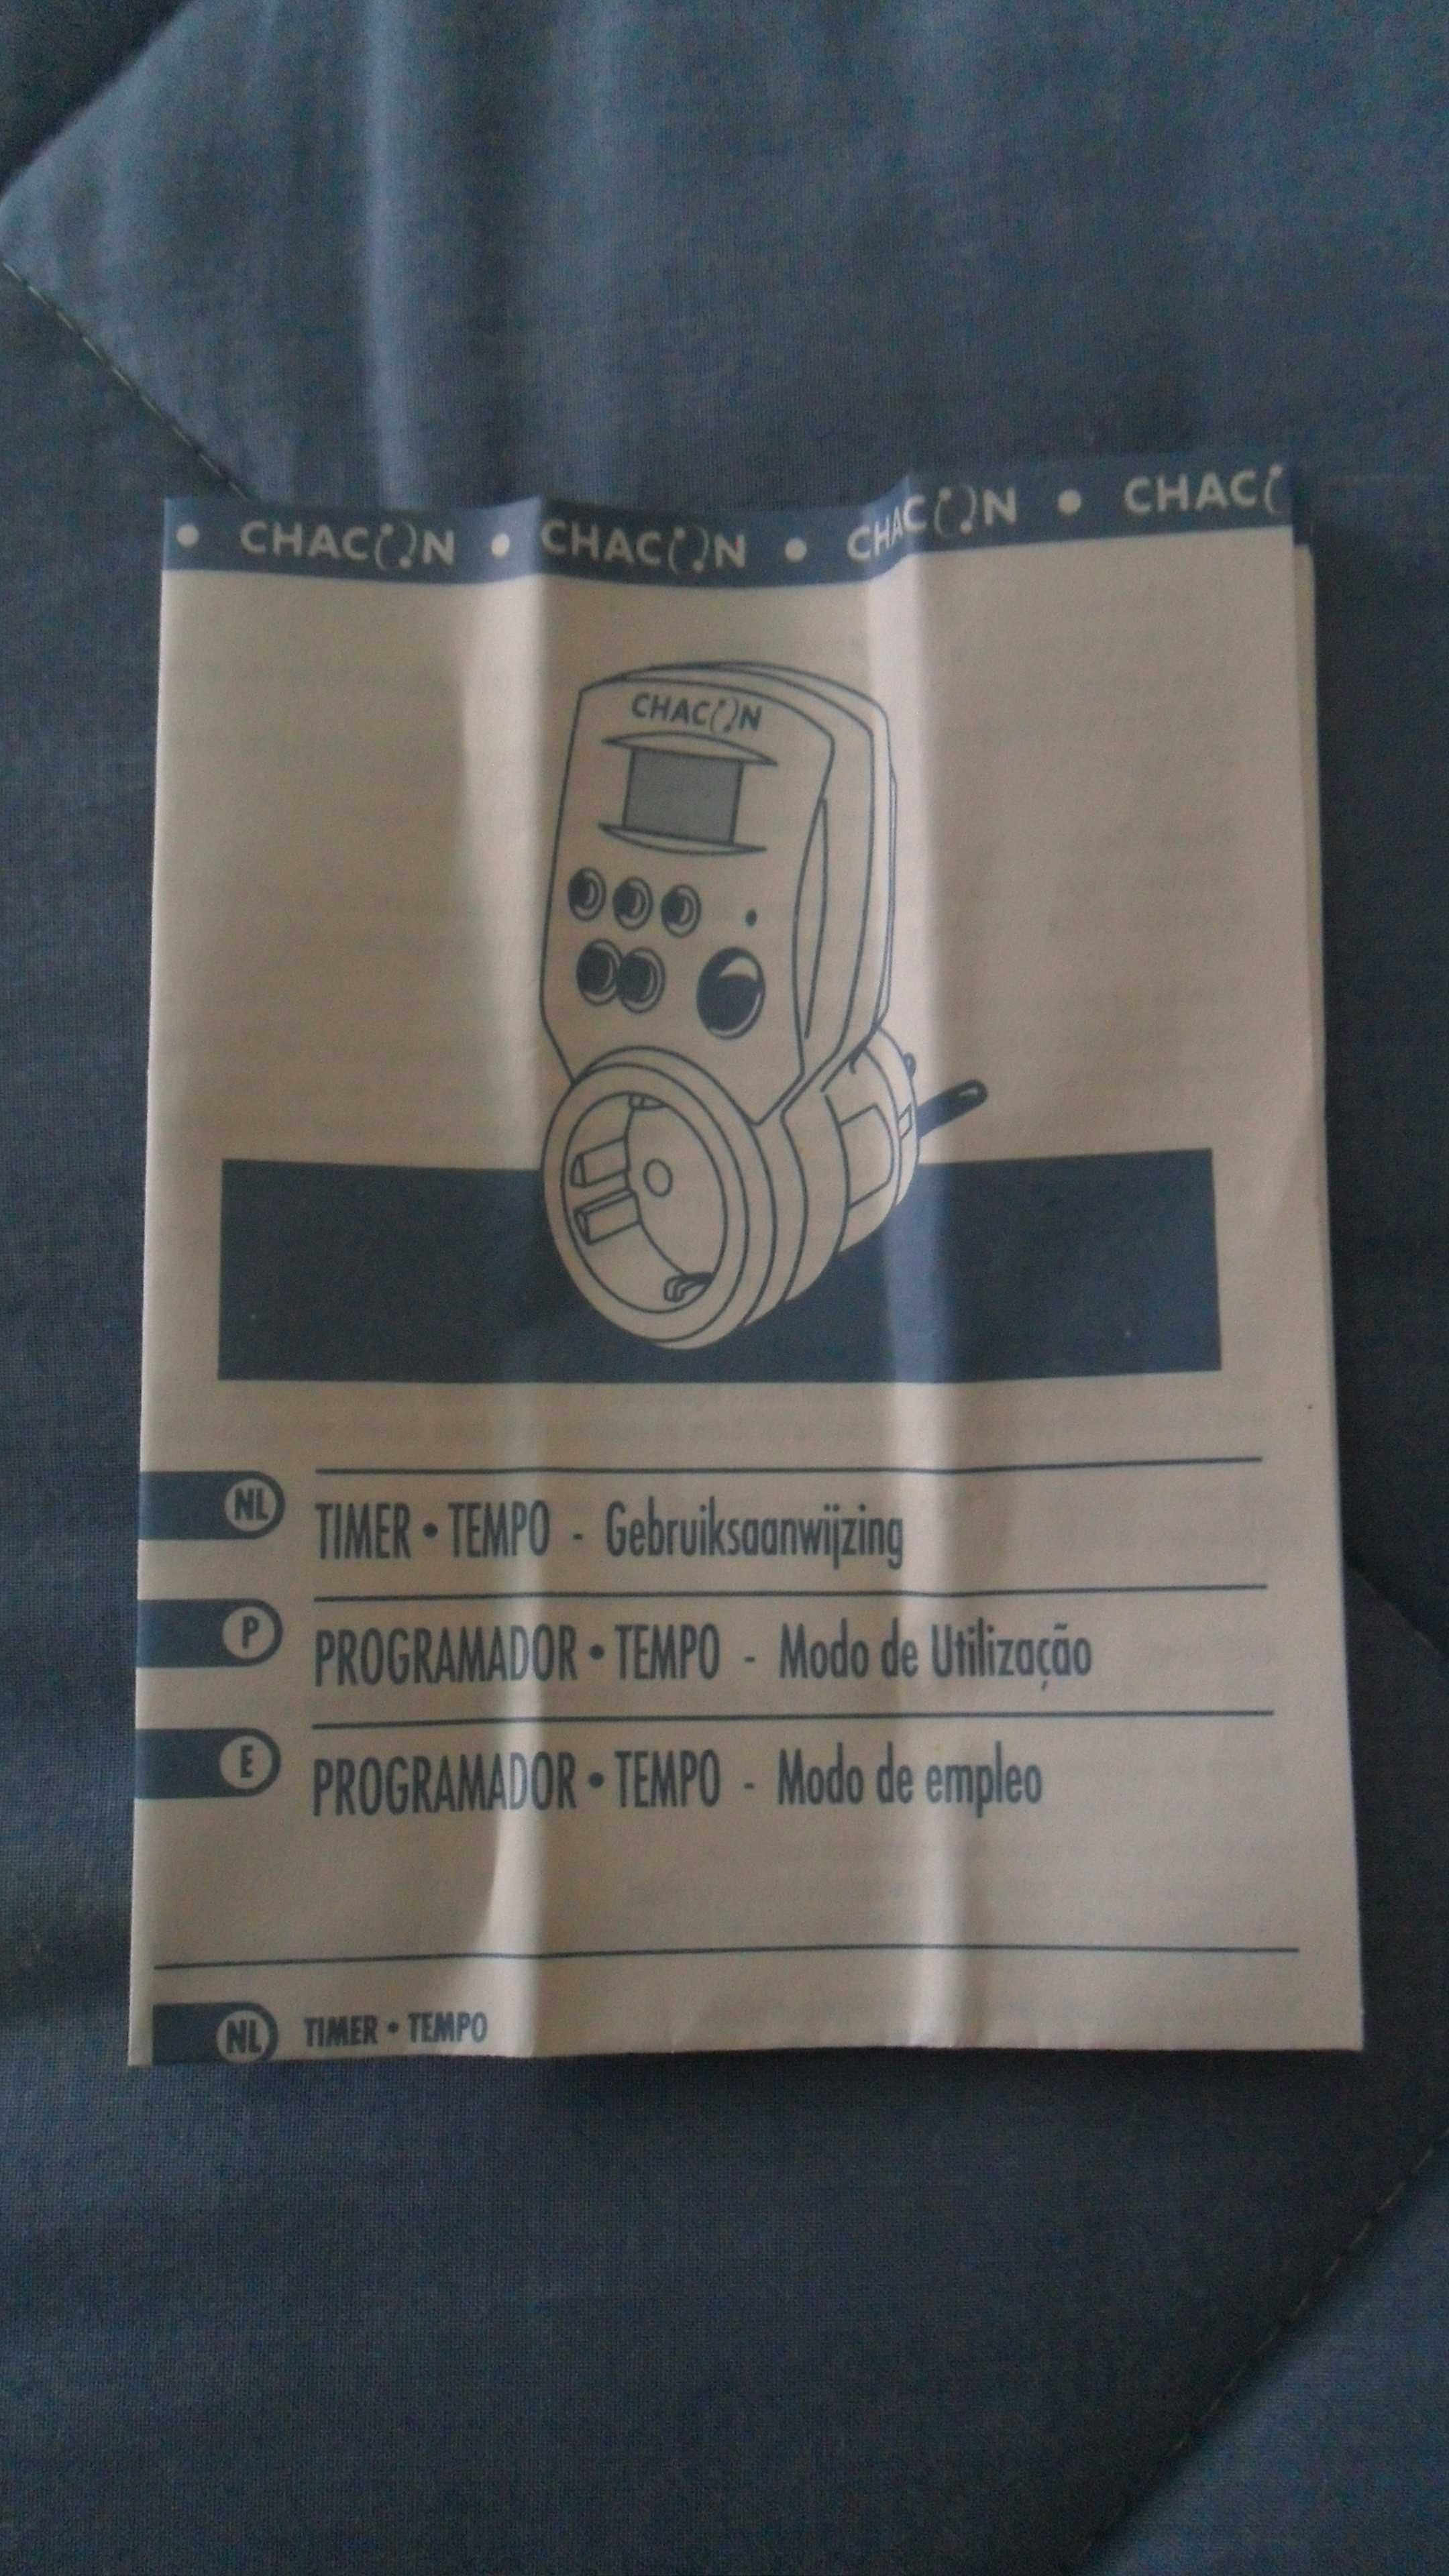 • CHACON • CHACON • CHACON • CHACO
CHACON
NL TIMER • TEMPO - Gebruiksaanwijzing
P PROGRAMADOR • TEMPO - Modo de Utilização
E PROGRAMADOR • TEMPO - Modo de empleo
NL TIMER • TEMPO